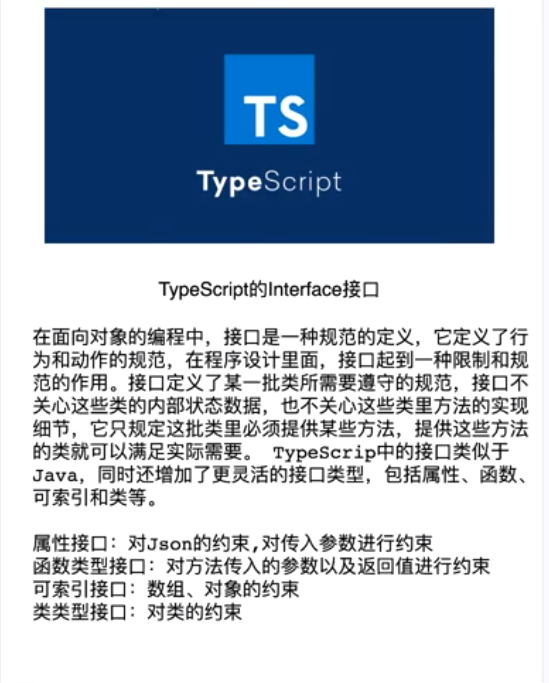 TS
TypeScript
TypeScript的Interface接口
在面向对象的编程中，接口是一种规范的定义，它定义了行
为和动作的规范，在程序设计里面，接口起到一种限制和规
范的作用。接口定义了某一批类所需要遵守的规范，接口不
关心这些类的内部状态数据，也不关心这些类里方法的实现
细节，它只规定这批类里必须提供某些方法，提供这些方法
的类就可以满足实际需要。 TypeScrip中的接口类似于
Java，同时还增加了更灵活的接口类型，包括属性、函数、
可索引和类等。
属性接口：对Json的约束,对传入参数进行约束
函数类型接口：对方法传入的参数以及返回值进行约束
可索引接口：数组、对象的约束
类类型接口：对类的约束